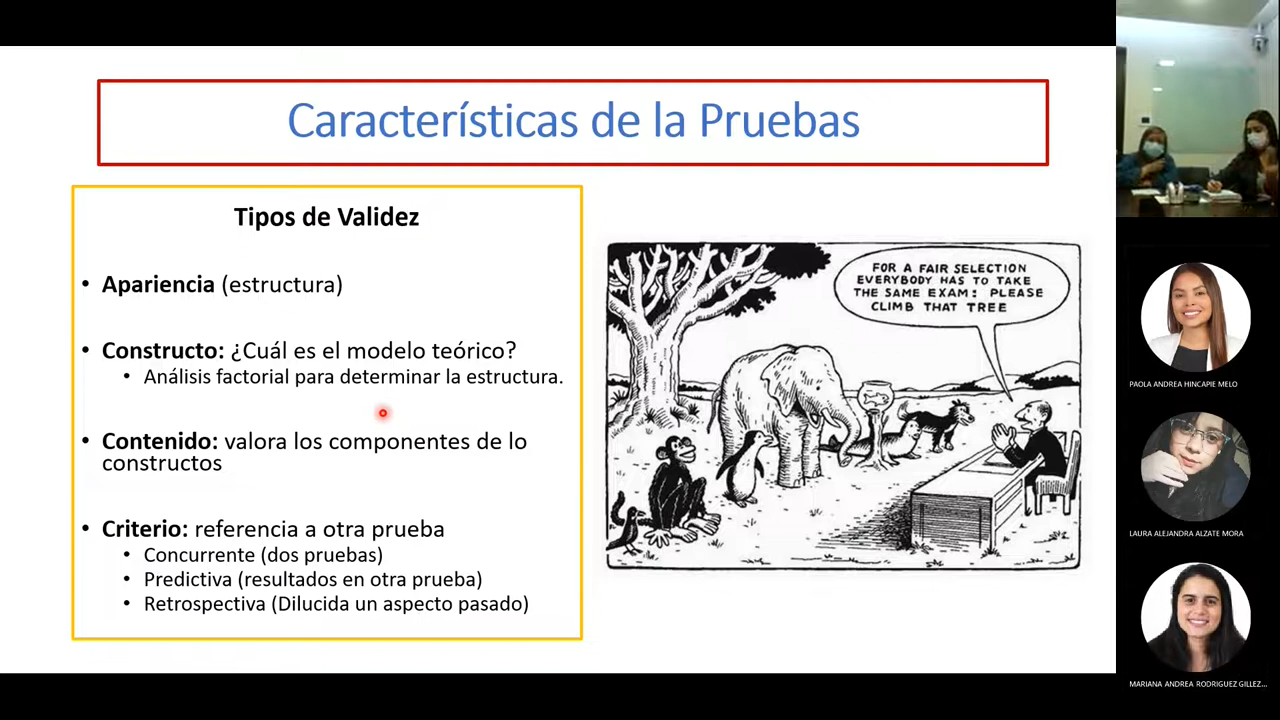 Características de la Pruebas
Tipos de Validez
• Apariencia (estructura)
• Constructo: ¿Cuál es el modelo teórico?
• Análisis factorial para determinar la estructura.
• Contenido: valora los componentes de lo
constructos
• Criterio: referencia a otra prueba
• Concurrente (dos pruebas)
• Predictiva (resultados en otra prueba)
• Retrospectiva (Dilucida un aspecto pasado)
FOR A FAIR SELECTION
EVERYBODY HAS TO TAKE
THE SAME EXAM: PLEASE
CLIMB THAT TREE
PAOLA ANDREA HINCAPIE MELO
LAURA ALEJANDRA ALZATE MORA
MARIANA ANDREA RODRIGUEZ GILLEZ...